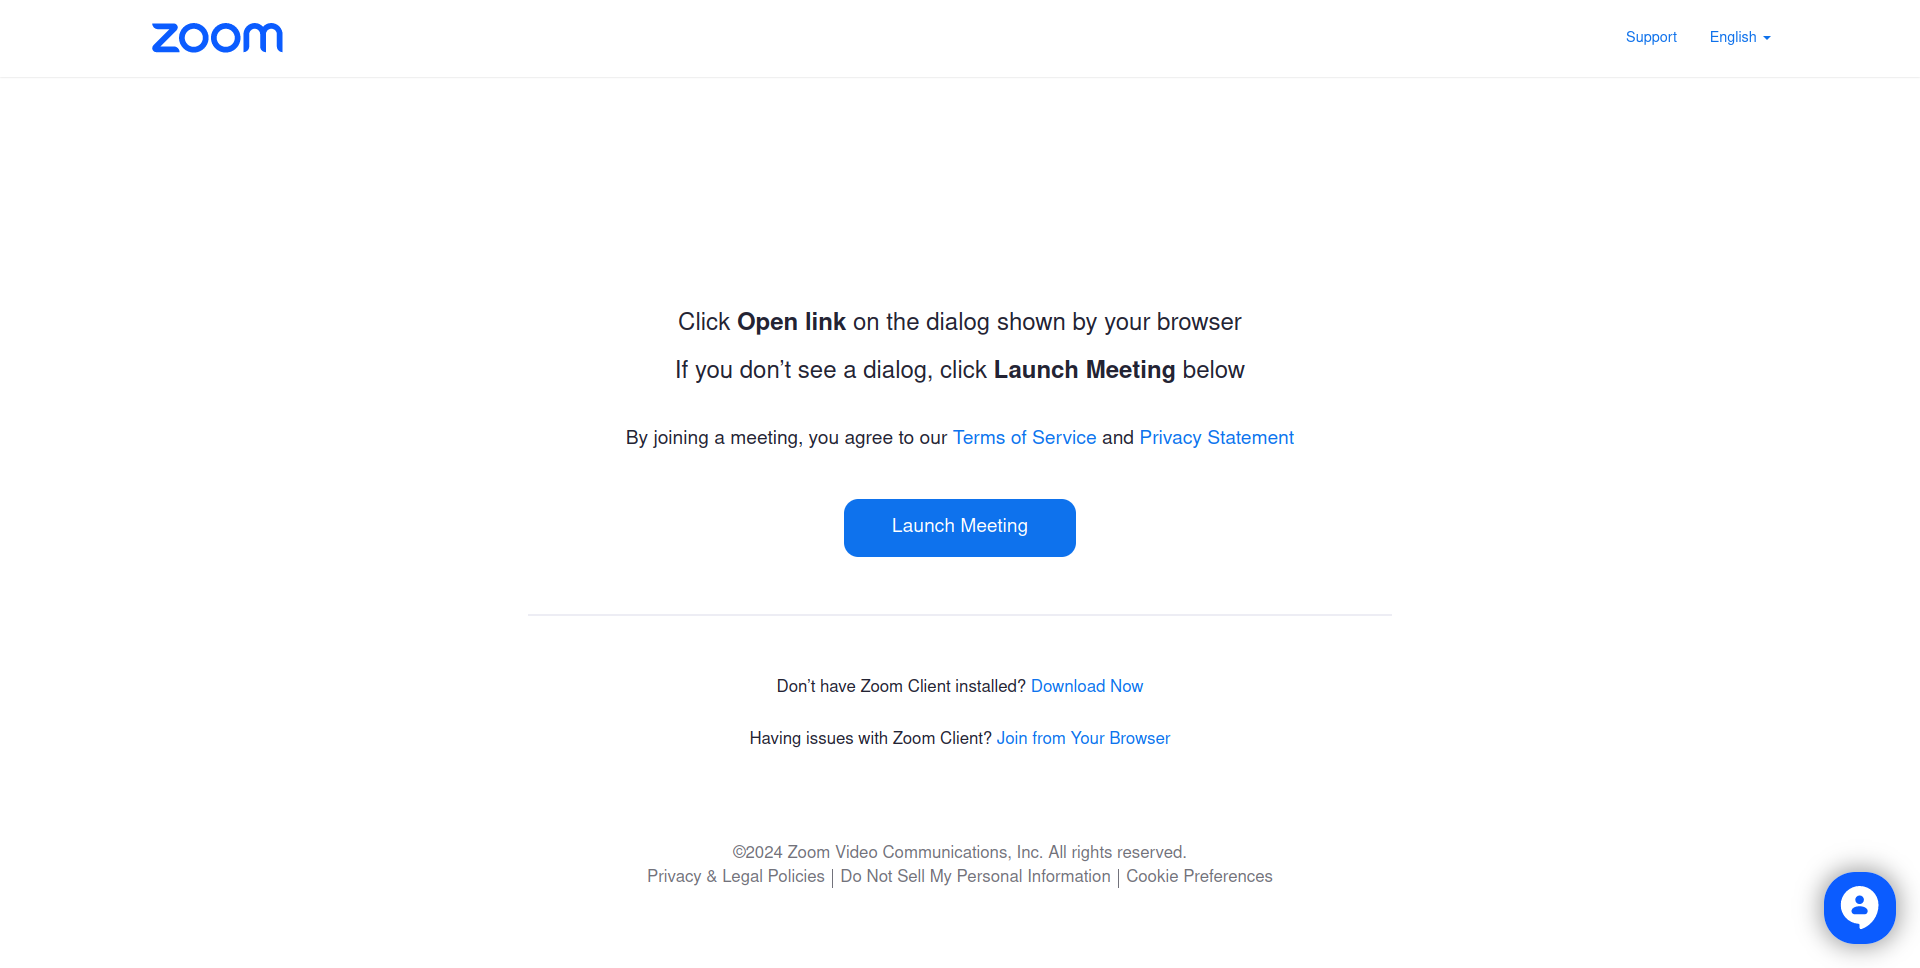 zoom
Support English
Click Open link on the dialog shown by your browser
If you don’t see a dialog, click Launch Meeting below
By joining a meeting, you agree to our Terms of Service and Privacy Statement
Launch Meeting
Don’t have Zoom Client installed? Download Now
Having issues with Zoom Client? Join from Your Browser
©2024 Zoom Video Communications, Inc. All rights reserved.
Privacy & Legal Policies | Do Not Sell My Personal Information | Cookie Preferences